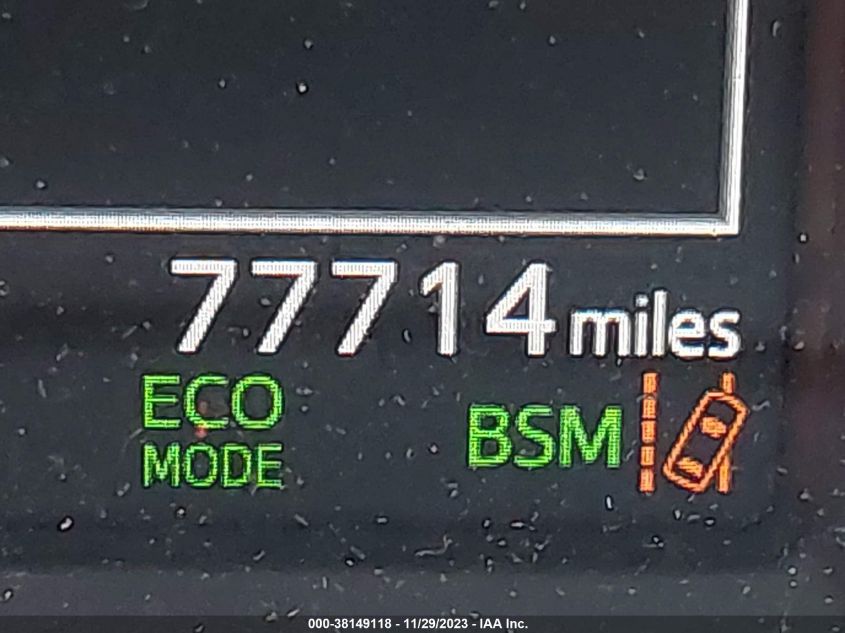 77714 miles
ECO
MODE
BSM
000-38149118 - 11/29/2023 - IAA Inc.